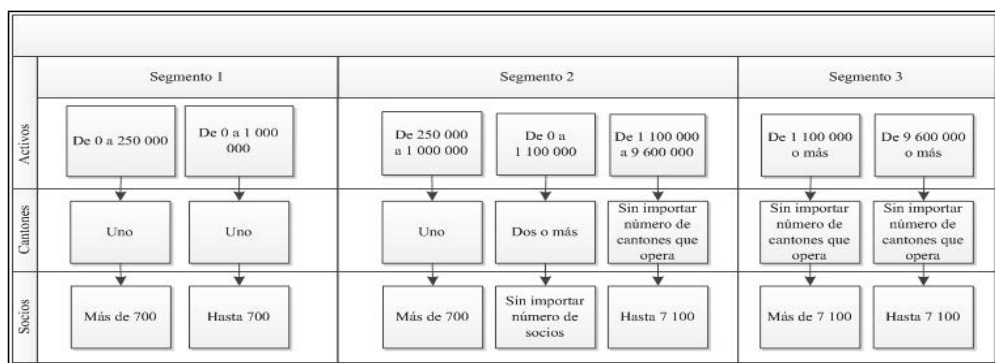 Segmento 1
Segmento 2
Segmento 3
Activos
De 0 a 250 000
De 0 a 1 000
000
De 250 000
a 1 000 000
De 0 a
1 100 000
De 1 100 000
a 9 600 000
De 1 100 000
o más
De 9 600 000
o más
Cantones
Uno
Uno
Uno
Dos o más
Sin importar
número de
cantones que
opera
Sin importar
número de
cantones que
opera
Sin importar
número de
cantones que
opera
Socios
Más de 700
Hasta 700
Más de 700
Sin importar
número de
socios
Hasta 7 100
Más de 7 100
Hasta 7 100